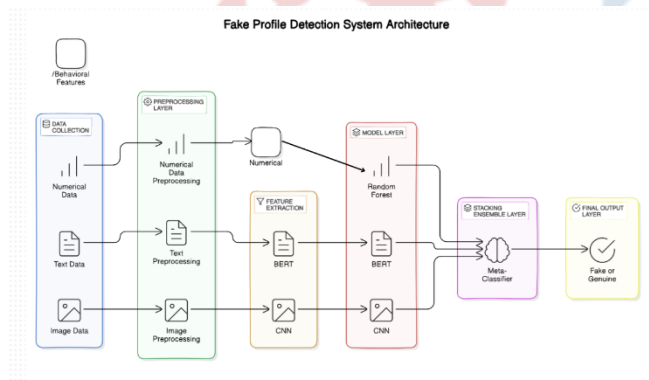 Fake Profile Detection System Architecture
/Behavioral
Features
DATA
COLLECTION
Numerical
Data
Text Data
Image Data
PREPROCESSING
LAYER
Numerical
Data
Preprocessing
Text
Preprocessing
Image
Preprocessing
Numerical
FEATURE
EXTRACTION
BERT
CNN
MODEL LAYER
Random
Forest
BERT
CNN
STACKING
ENSEMBLE LAYER
Meta-
Classifier
FINAL OUTPUT
LAYER
Fake or
Genuine